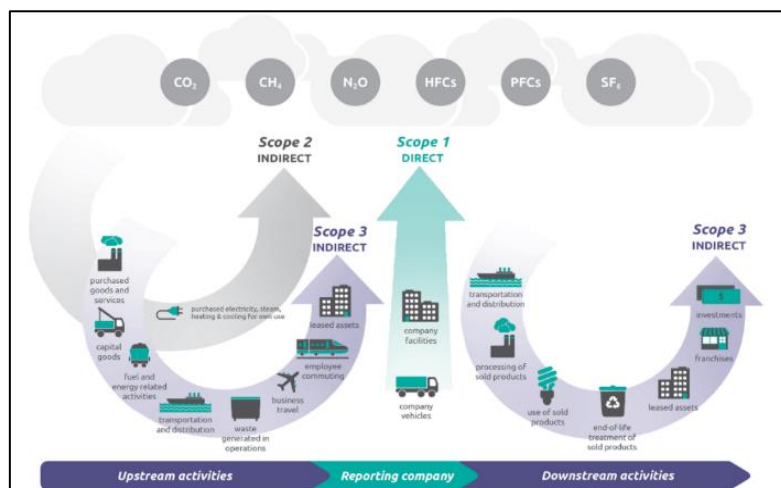 CO₂
CH₄
N₂O
HFCs
PFCs
SF₆
Scope 2
INDIRECT
Scope 1
DIRECT
Scope 3
INDIRECT
Scope 3
INDIRECT
purchased
goods and
services
capital
goods
fuel and
energy related
activities
transportation
and distribution
waste
generated in
operations
business
travel
employee
commuting
leased assets
purchased electricity, steam,
heating & cooling for own use
company
facilities
company
vehicles
transportation
and distribution
processing of
sold products
use of sold
products
end-of-life
treatment of
sold products
leased assets
franchises
investments
$
Upstream activities
Reporting company
Downstream activities